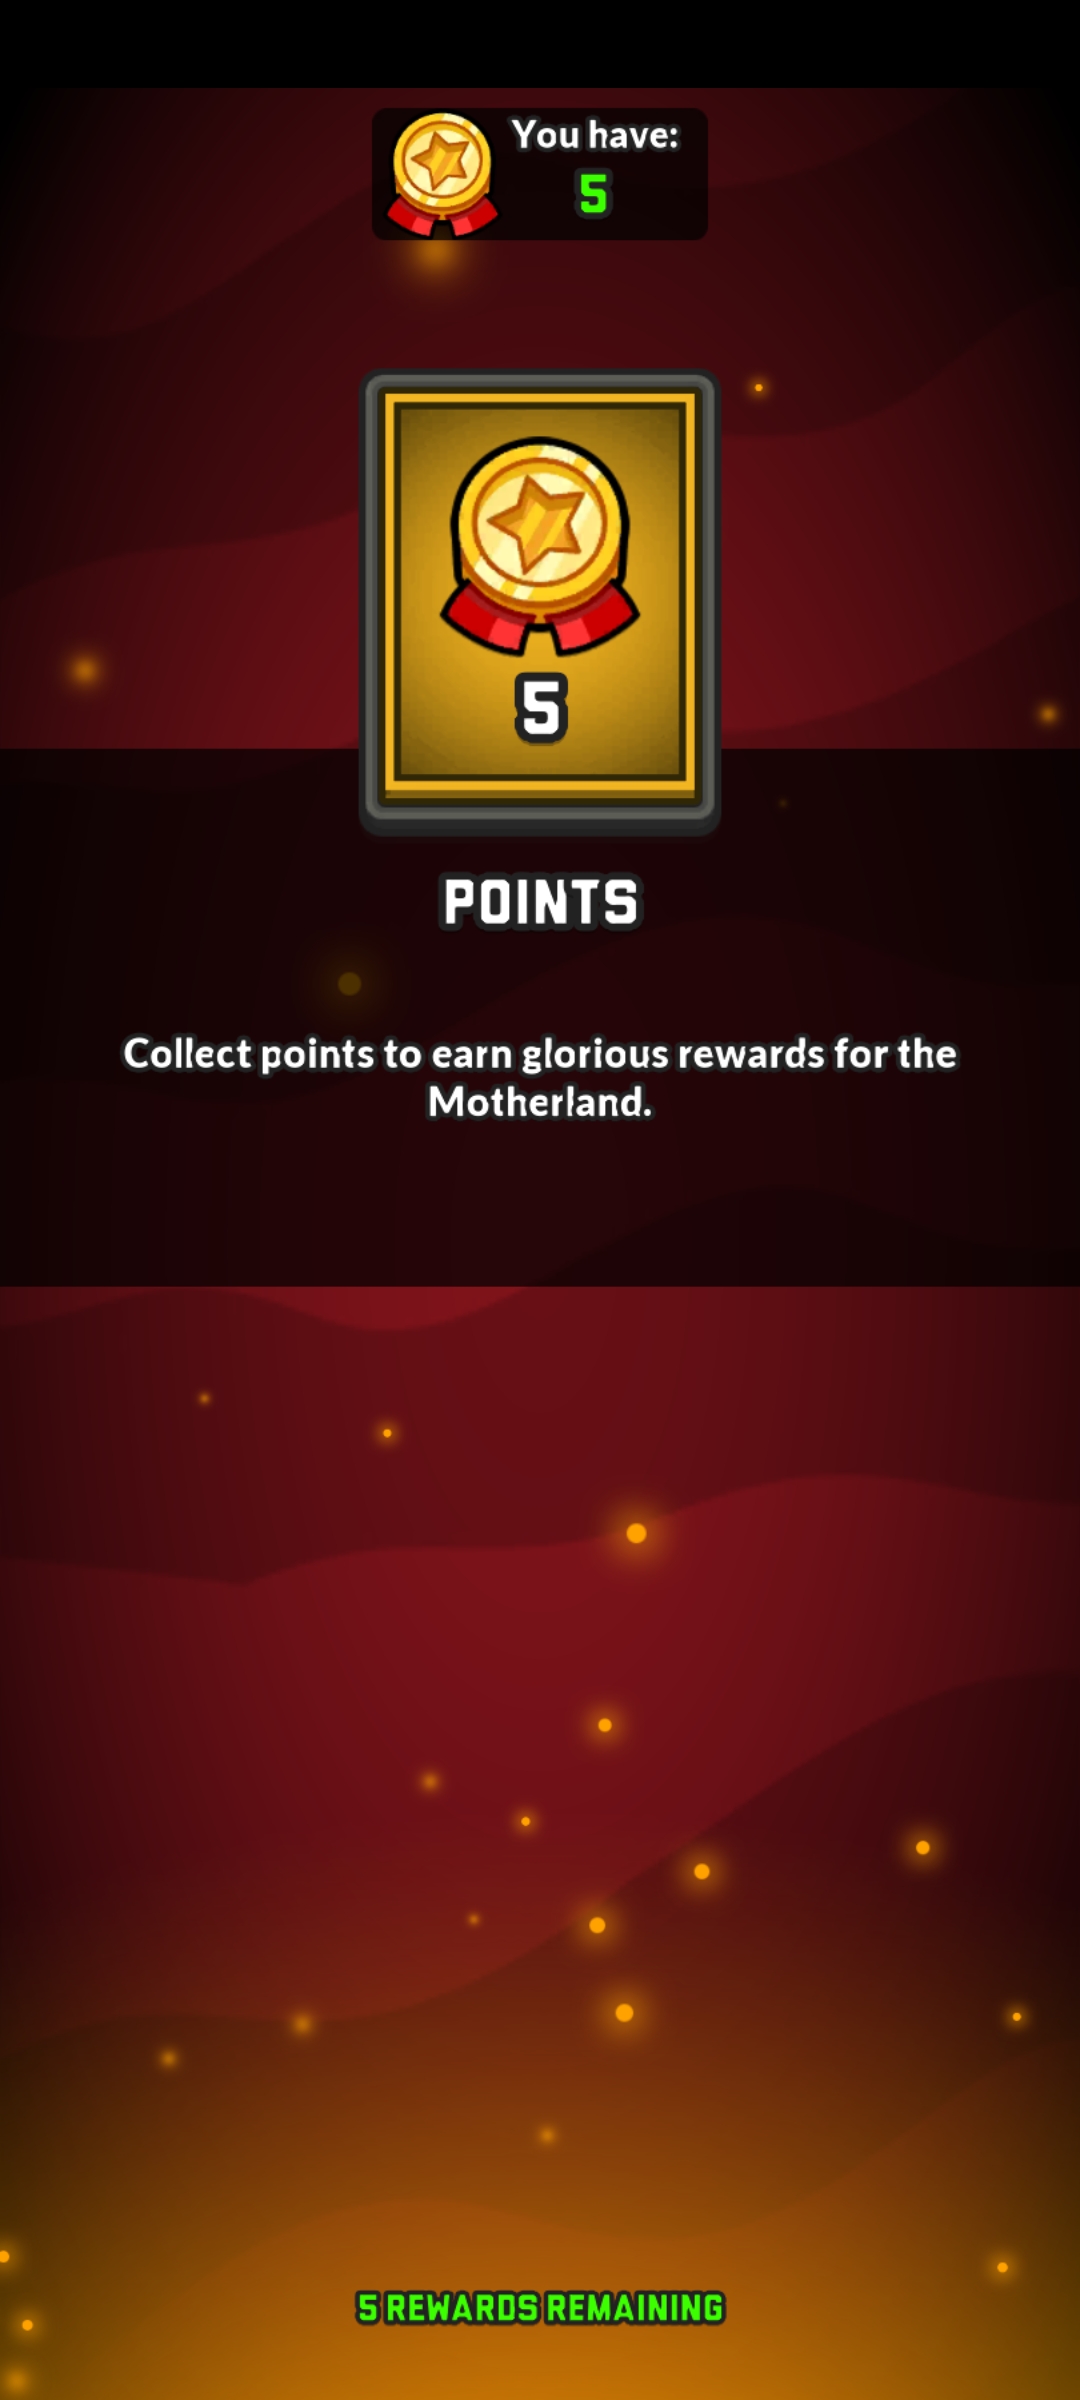 You have:
5
5
POINTS
Collect points to earn glorious rewards for the
Motherland.
5 REWARDS REMAINING